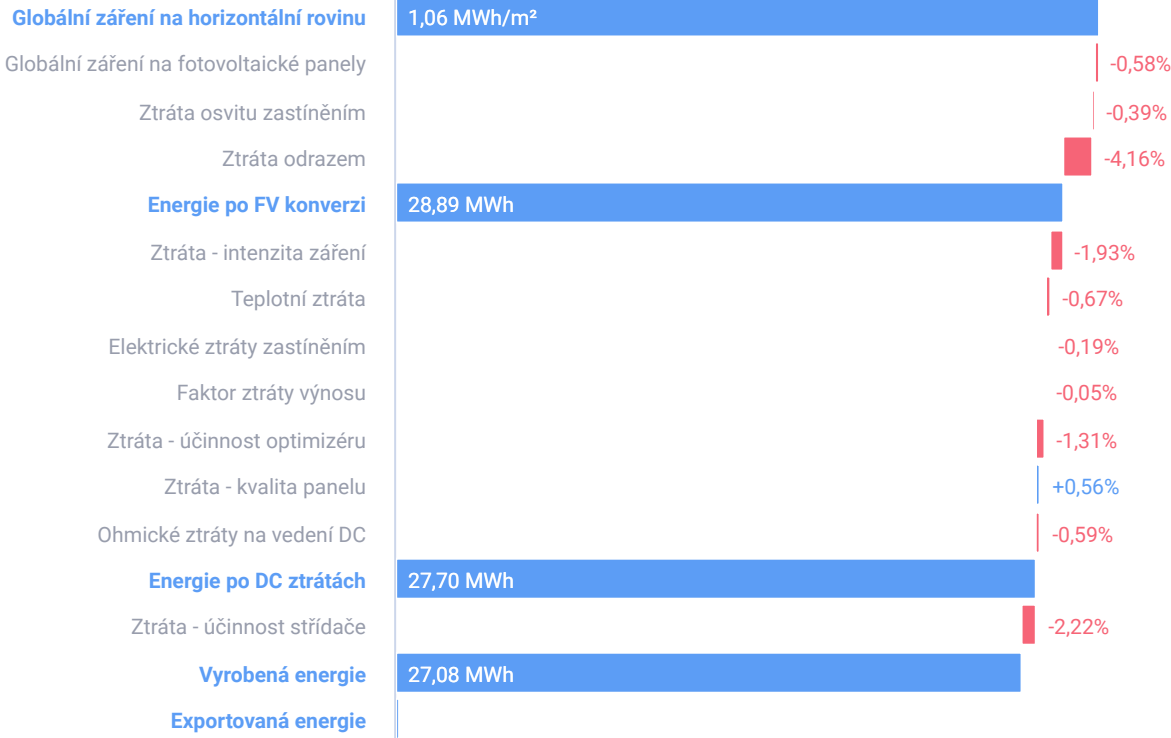 Globální záření na horizontální rovinu 1,06 MWh/m²
Globální záření na fotovoltaické panely -0,58%
Ztráta osvitu zastíněním -0,39%
Ztráta odrazem -4,16%
Energie po FV konverzi 28,89 MWh
Ztráta - intenzita záření -1,93%
Teplotní ztráta -0,67%
Elektrické ztráty zastíněním -0,19%
Faktor ztráty výnosu -0,05%
Ztráta - účinnost optimizéru -1,31%
Ztráta - kvalita panelu +0,56%
Ohmické ztráty na vedení DC -0,59%
Energie po DC ztrátách 27,70 MWh
Ztráta - účinnost střídače -2,22%
Vyrobená energie 27,08 MWh
Exportovaná energie